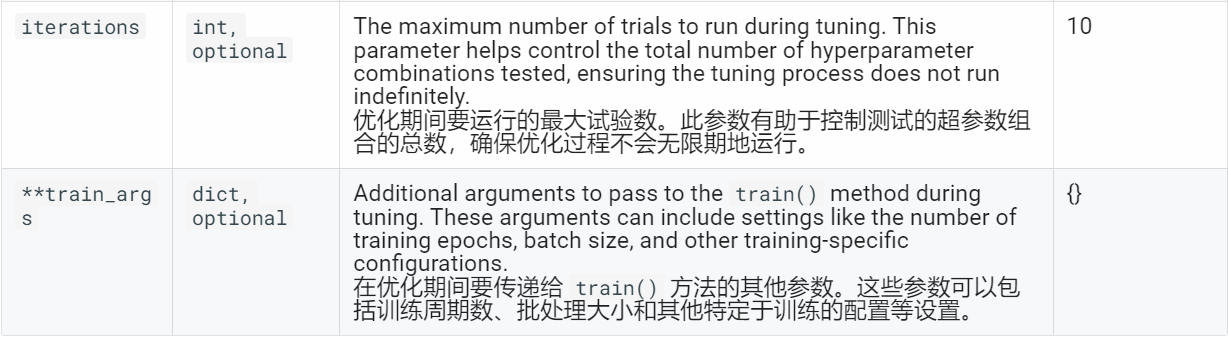 iterations
int,
optional
The maximum number of trials to run during tuning. This
parameter helps control the total number of hyperparameter
combinations tested, ensuring the tuning process does not run
indefinitely.
优化期间要运行的最大试验数。此参数有助于控制测试的超参数组
合的总数，确保优化过程不会无限期地运行。
10
**train_arg
s
dict,
optional
Additional arguments to pass to the train() method during
tuning. These arguments can include settings like the number of
training epochs, batch size, and other training-specific
configurations.
在优化期间要传递给 train() 方法的其他参数。这些参数可以包
括训练周期数、批处理大小和其他特定于训练的配置等设置。
{}